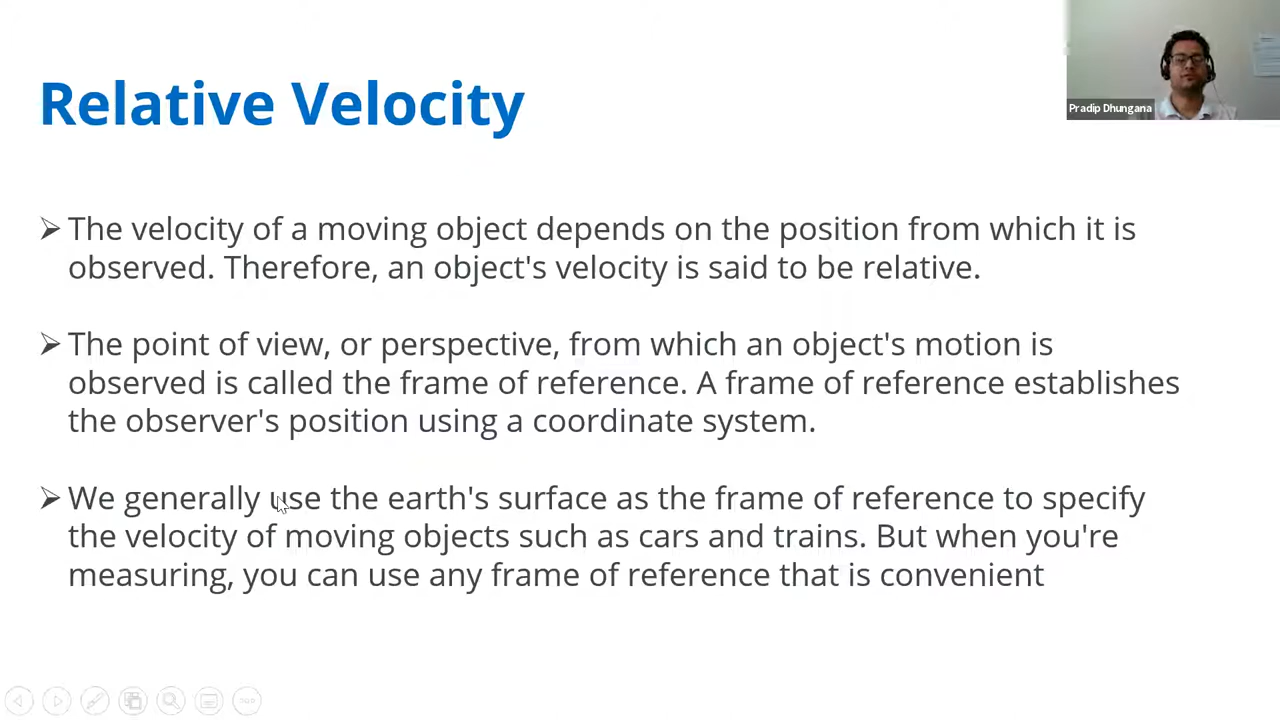 Relative Velocity
Pradip Dhungana
➢ The velocity of a moving object depends on the position from which it is
observed. Therefore, an object's velocity is said to be relative.
➢ The point of view, or perspective, from which an object's motion is
observed is called the frame of reference. A frame of reference establishes
the observer's position using a coordinate system.
➢ We generally use the earth's surface as the frame of reference to specify
the velocity of moving objects such as cars and trains. But when you're
measuring, you can use any frame of reference that is convenient